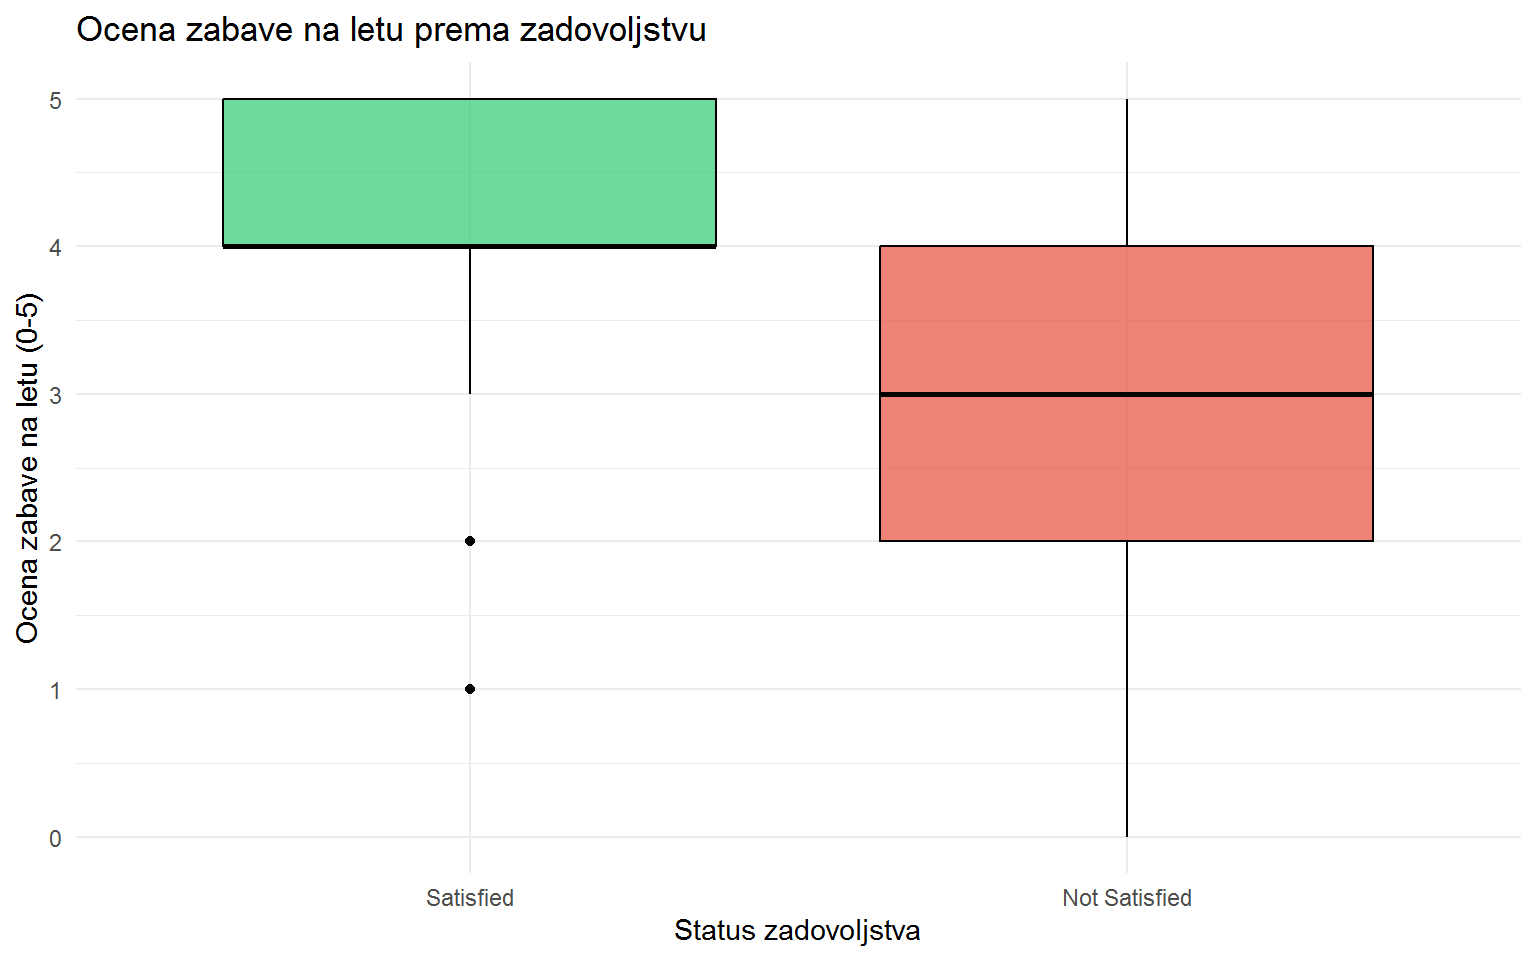 Ocena zabave na letu prema zadovoljstvu
Ocena zabave na letu (0-5)
5
4
3
2
1
0
Satisfied
Not Satisfied
Status zadovoljstva